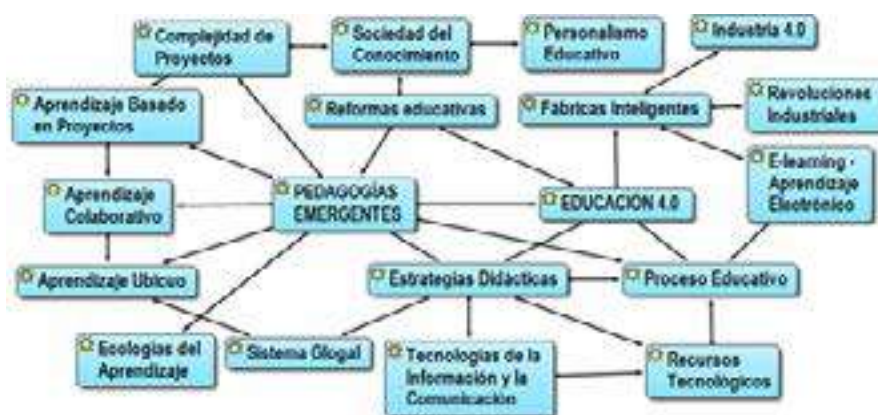 Complejidad de
Proyectos
Sociedad del
Conocimiento
Personalismo
Educativo
Industria 4.0
Aprendizaje Basado
en Proyectos
Reformas educativas
Fabricas Inteligentes
Revoluciones
Industriales
Aprendizaje
Colaborativo
PEDAGOGÍAS
EMERGENTES
EDUCACION 4.0
E-learning -
Aprendizaje
Electrónico
Aprendizaje Ubicuo
Estrategias Didácticas
Proceso Educativo
Ecologías del
Aprendizaje
Sistema Glogal
Tecnologías de la
Información y la
Comunicación
Recursos
Tecnológicos